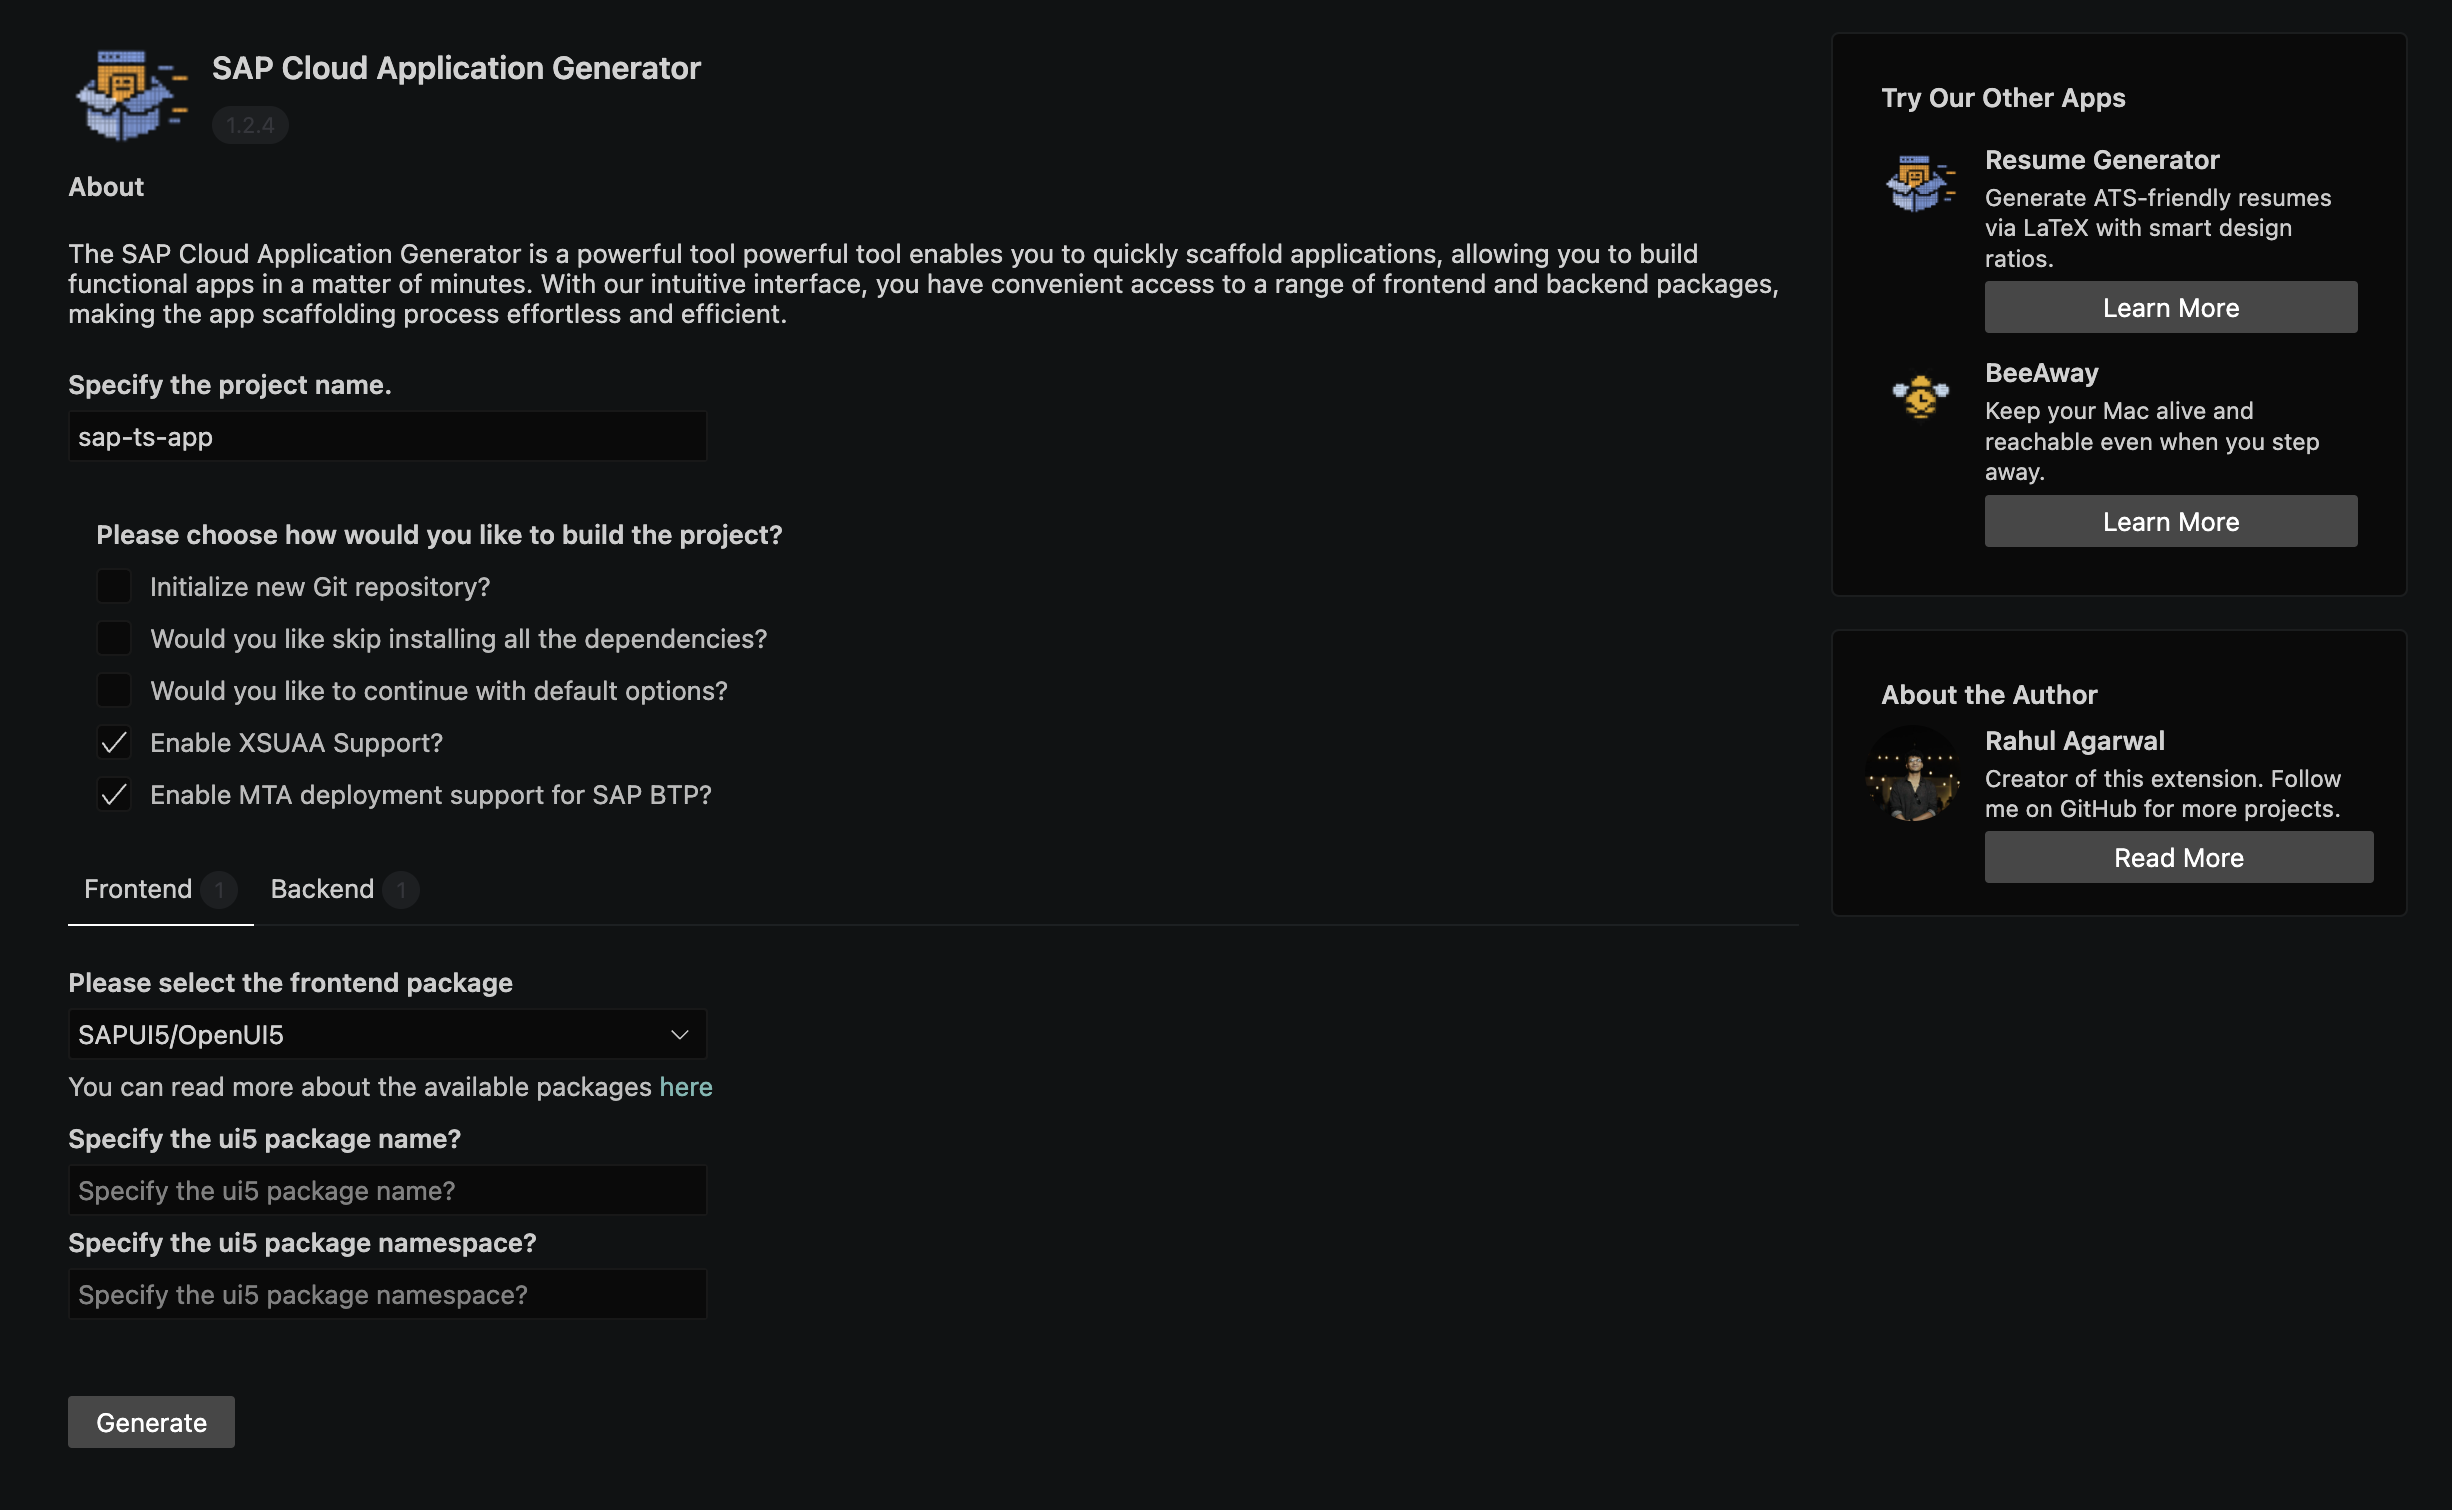 SAP Cloud Application Generator
1.2.4
About
The SAP Cloud Application Generator is a powerful tool powerful tool enables you to quickly scaffold applications, allowing you to build
functional apps in a matter of minutes. With our intuitive interface, you have convenient access to a range of frontend and backend packages,
making the app scaffolding process effortless and efficient.
Specify the project name.
sap-ts-app
Please choose how would you like to build the project?
Initialize new Git repository?
Would you like skip installing all the dependencies?
Would you like to continue with default options?
Enable XSUAA Support?
Enable MTA deployment support for SAP BTP?
Frontend 1 Backend 1
Please select the frontend package
SAPUI5/OpenUI5
You can read more about the available packages here
Specify the ui5 package name?
Specify the ui5 package name?
Specify the ui5 package namespace?
Specify the ui5 package namespace?
Generate
Try Our Other Apps
Resume Generator
Generate ATS-friendly resumes
via LaTeX with smart design
ratios.
Learn More
BeeAway
Keep your Mac alive and
reachable even when you step
away.
Learn More
About the Author
Rahul Agarwal
Creator of this extension. Follow
me on GitHub for more projects.
Read More